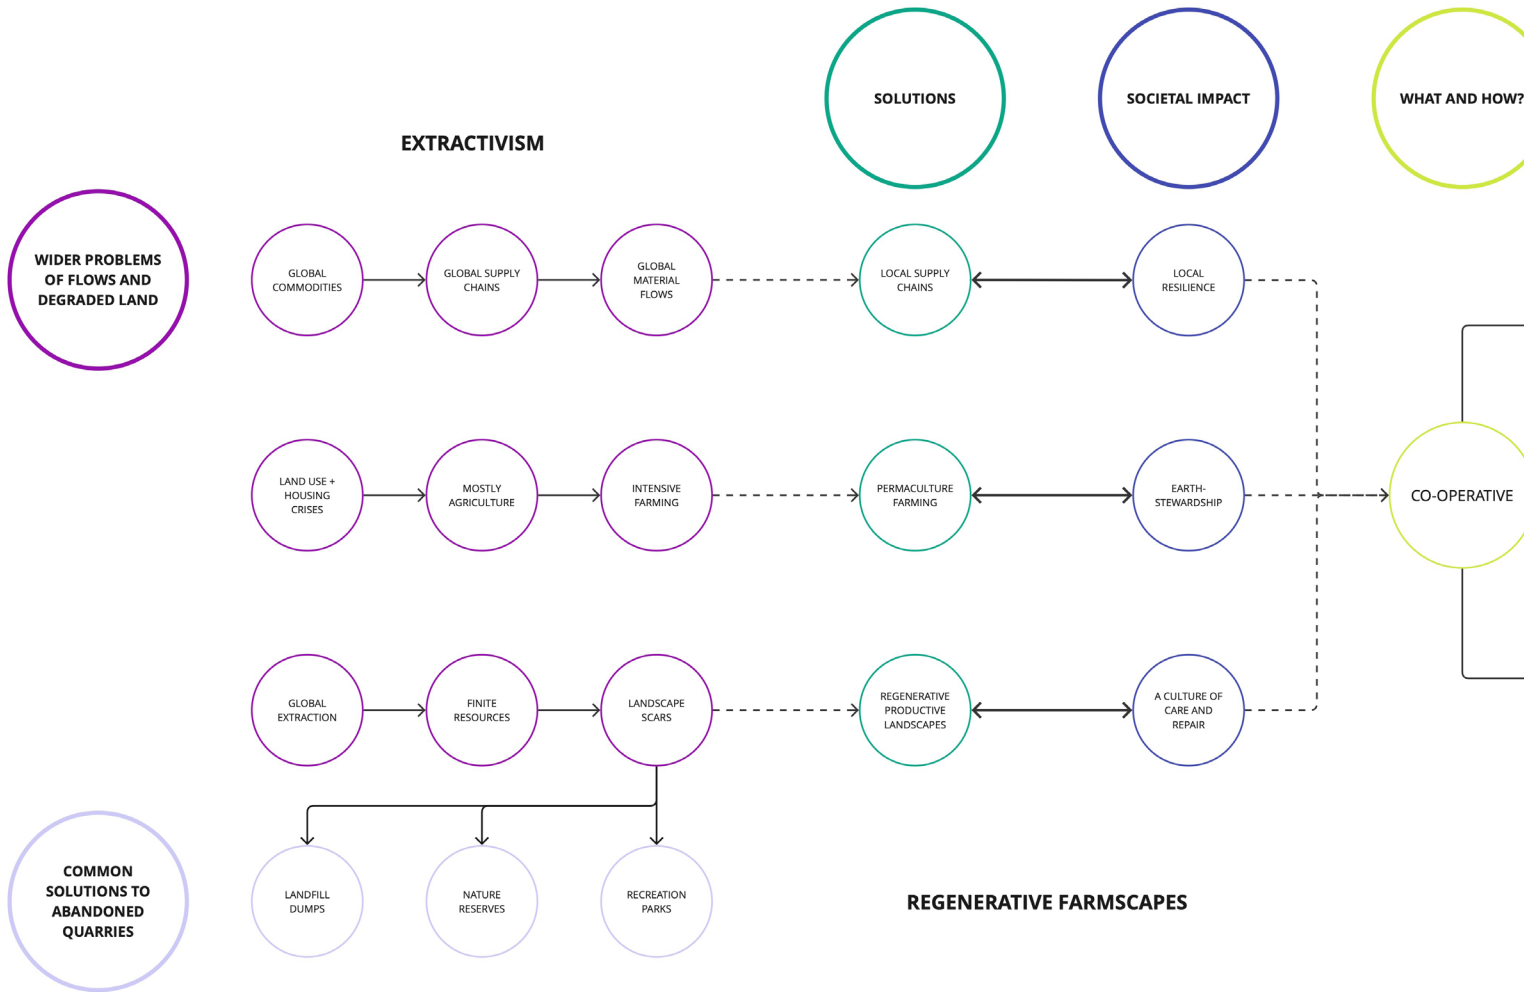 SOLUTIONS
SOCIETAL IMPACT
WHAT AND HOW?
EXTRACTIVISM
WIDER PROBLEMS
OF FLOWS AND
DEGRADED LAND
GLOBAL
COMMODITIES
GLOBAL SUPPLY
CHAINS
GLOBAL
MATERIAL
FLOWS
LOCAL SUPPLY
CHAINS
LOCAL
RESILIENCE
LAND USE +
HOUSING
CRISES
MOSTLY
AGRICULTURE
INTENSIVE
FARMING
PERMACULTURE
FARMING
EARTH-
STEWARDSHIP
CO-OPERATIVE
GLOBAL
EXTRACTION
FINITE
RESOURCES
LANDSCAPE
SCARS
REGENERATIVE
PRODUCTIVE
LANDSCAPES
A CULTURE OF
CARE AND
REPAIR
COMMON
SOLUTIONS TO
ABANDONED
QUARRIES
LANDFILL
DUMPS
NATURE
RESERVES
RECREATION
PARKS
REGENERATIVE FARMSCAPES